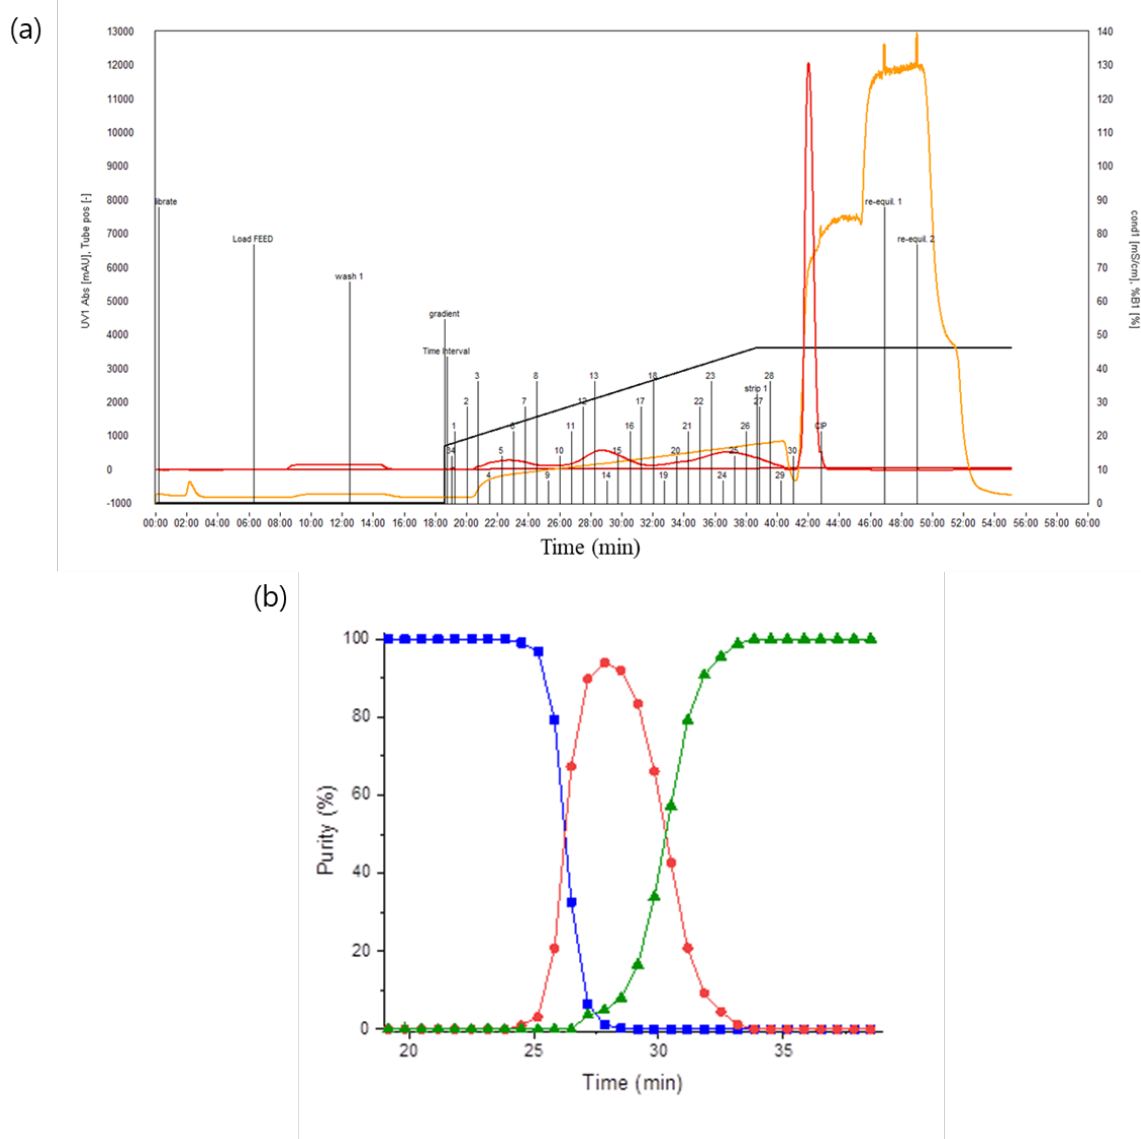 (a)
13000
140
12000
130
11000
120
10000
110
9000
100
8000
90
librate
re-equil. 1
7000
80
Load FEED
re-equil. 2
6000
70
wash 1
5000
60
gradient
4000
50
Time Interval
3000
40
3 8 13 18 23 28
strip 1
2000
30
2 7 12 17 22 27
1000
20
1 6 11 16 21 26 CIP
34 5 10 15 20 25 30
0
10
4 9 14 19 24 29
-1000
0
UV1 Abs [mAU], Tube pos [-]
cond1 [mS/cm], %B1 [%]
00:00 02:00 04:00 06:00 08:00 10:00 12:00 14:00 16:00 18:00 20:00 22:00 24:00 26:00 28:00 30:00 32:00 34:00 36:00 38:00 40:00 42:00 44:00 46:00 48:00 50:00 52:00 54:00 56:00 58:00 60:00
Time (min)
(b)
100
80
60
40
20
0
Purity (%)
20 25 30 35
Time (min)